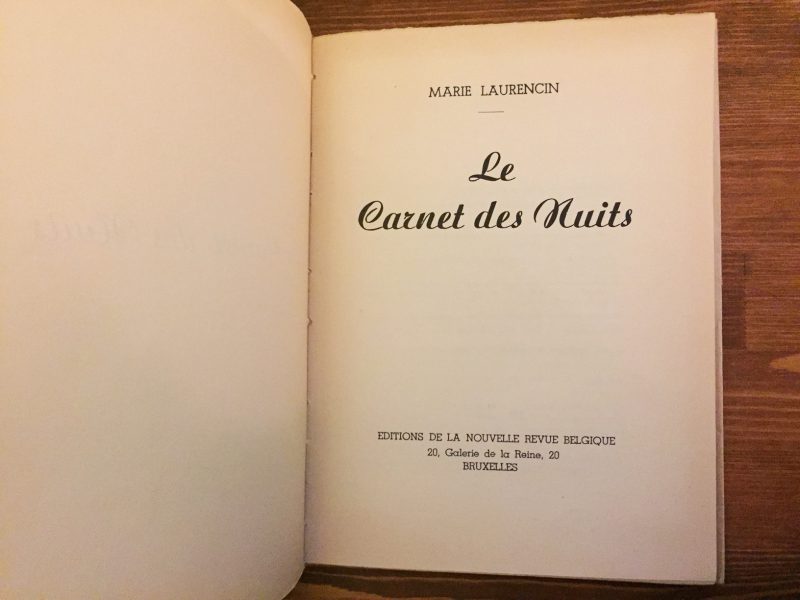 MARIE LAURENCIN
Le
Carnet des Nuits
EDITIONS DE LA NOUVELLE REVUE BELGIQUE
20, Galerie de la Reine, 20
BRUXELLES